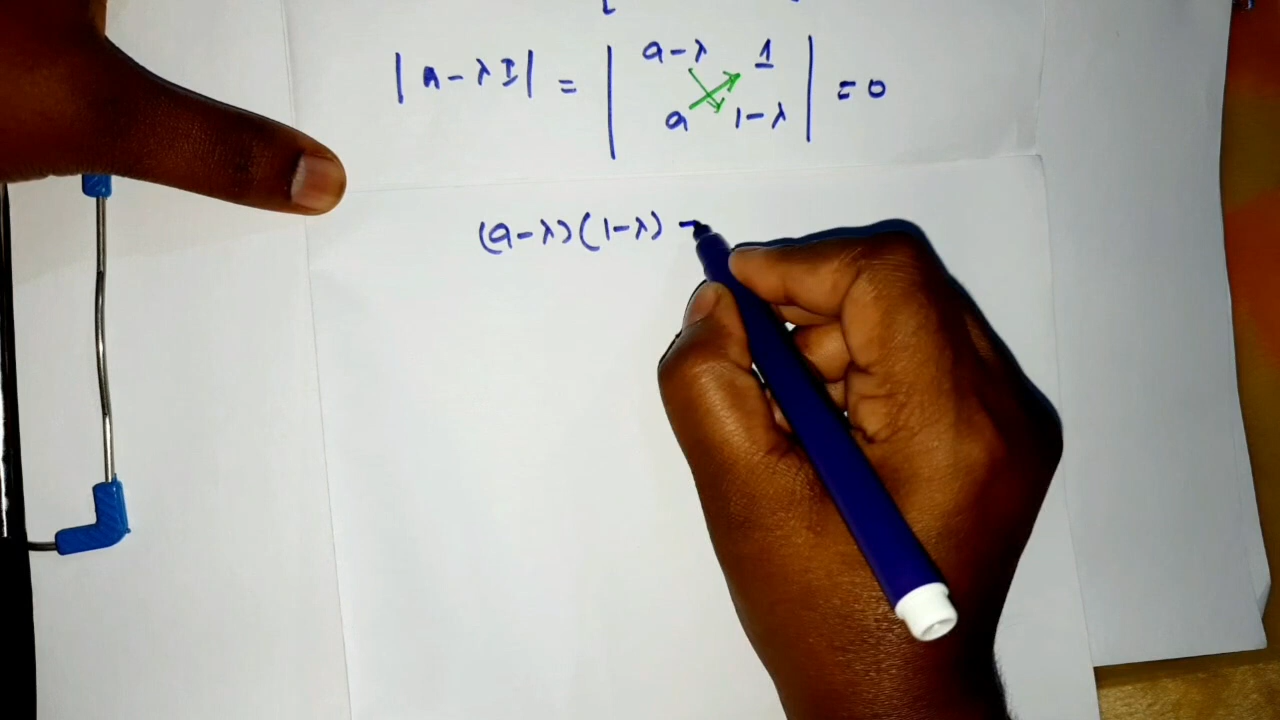 |A-λI| = | a-λ 1 | = 0
| a 1-λ |
(a-λ)(1-λ) -